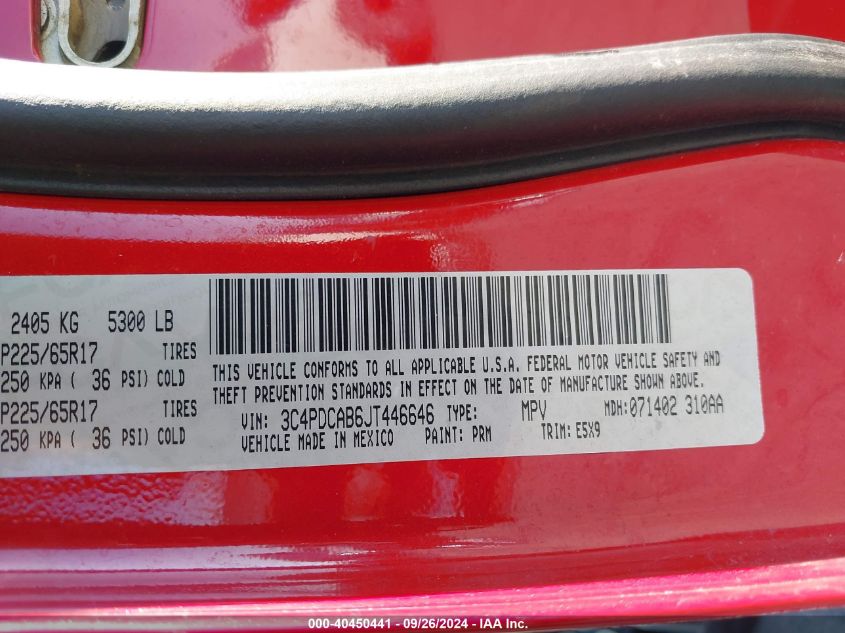 2405 KG 5300 LB
P225/65R17 TIRES
250 KPA ( 36 PSI) COLD
P225/65R17 TIRES
250 KPA ( 36 PSI) COLD
THIS VEHICLE CONFORMS TO ALL APPLICABLE U.S.A. FEDERAL MOTOR VEHICLE SAFETY AND
THEFT PREVENTION STANDARDS IN EFFECT ON THE DATE OF MANUFACTURE SHOWN ABOVE.
VIN: 3C4PDCAB6JT446646 TYPE: MPV MDH: 071402 310AA
VEHICLE MADE IN MEXICO PAINT: PRM TRIM: E5X9
000-40450441 - 09/26/2024 - IAA Inc.